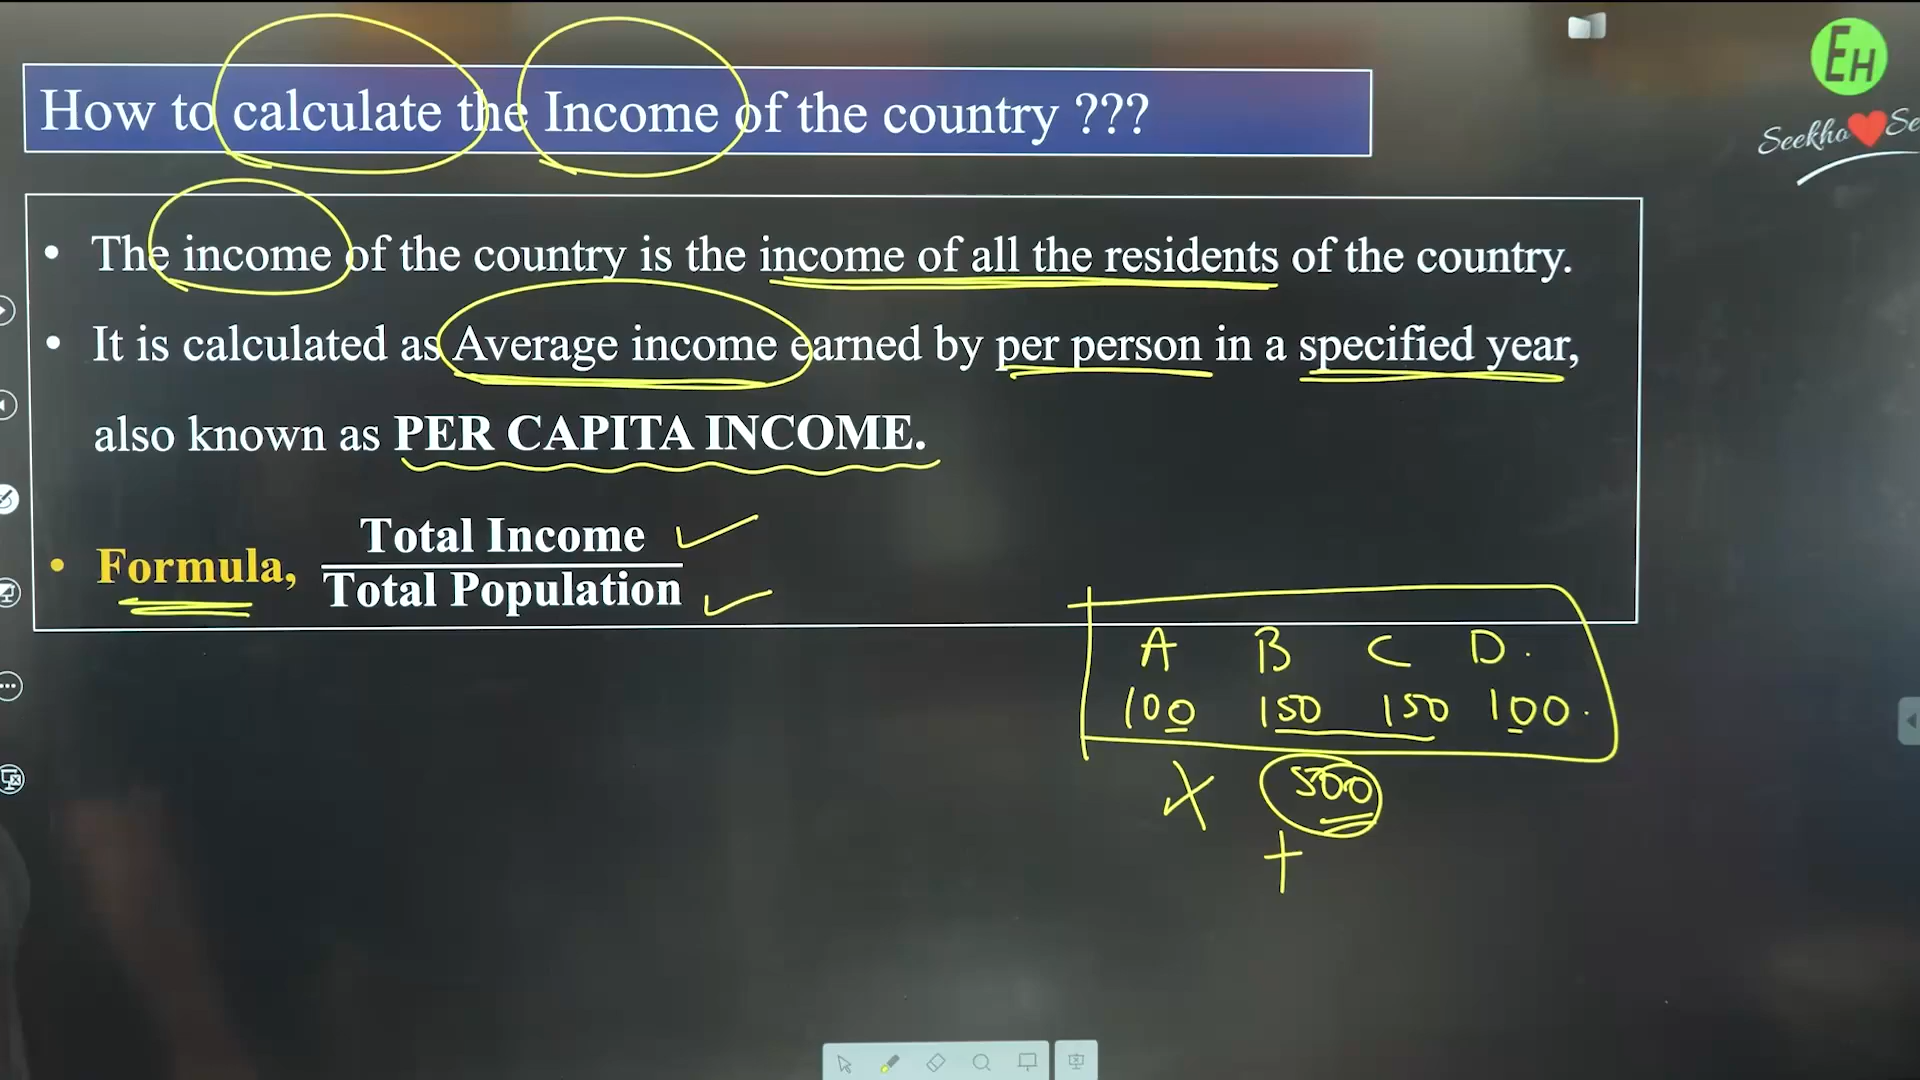 How to calculate the Income of the country ???
EH
Seekho ❤ Se
• The income of the country is the income of all the residents of the country.
• It is calculated as Average income earned by per person in a specified year,
also known as PER CAPITA INCOME.
• Formula, Total Income
Total Population
A B C D.
100 150 150 100.
500
+